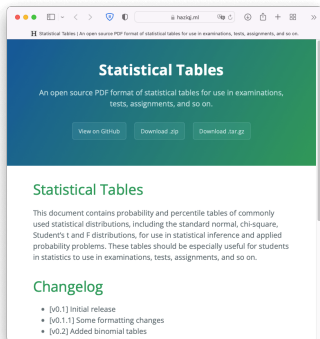 haziqj.ml
Statistical Tables | An open source PDF format of statistical tables for use in examinations, tests, assignments, and so on.
Statistical Tables
An open source PDF format of statistical tables for use in examinations,
tests, assignments, and so on.
View on GitHub
Download .zip
Download .tar.gz
Statistical Tables
This document contains probability and percentile tables of commonly
used statistical distributions, including the standard normal, chi-square,
Student's t and F distributions, for use in statistical inference and applied
probability problems. These tables should be especially useful for students
in statistics to use in examinations, tests, assignments, and so on.
Changelog
[v0.1] Initial release
[v0.1.1] Some formatting changes
[v0.2] Added binomial tables